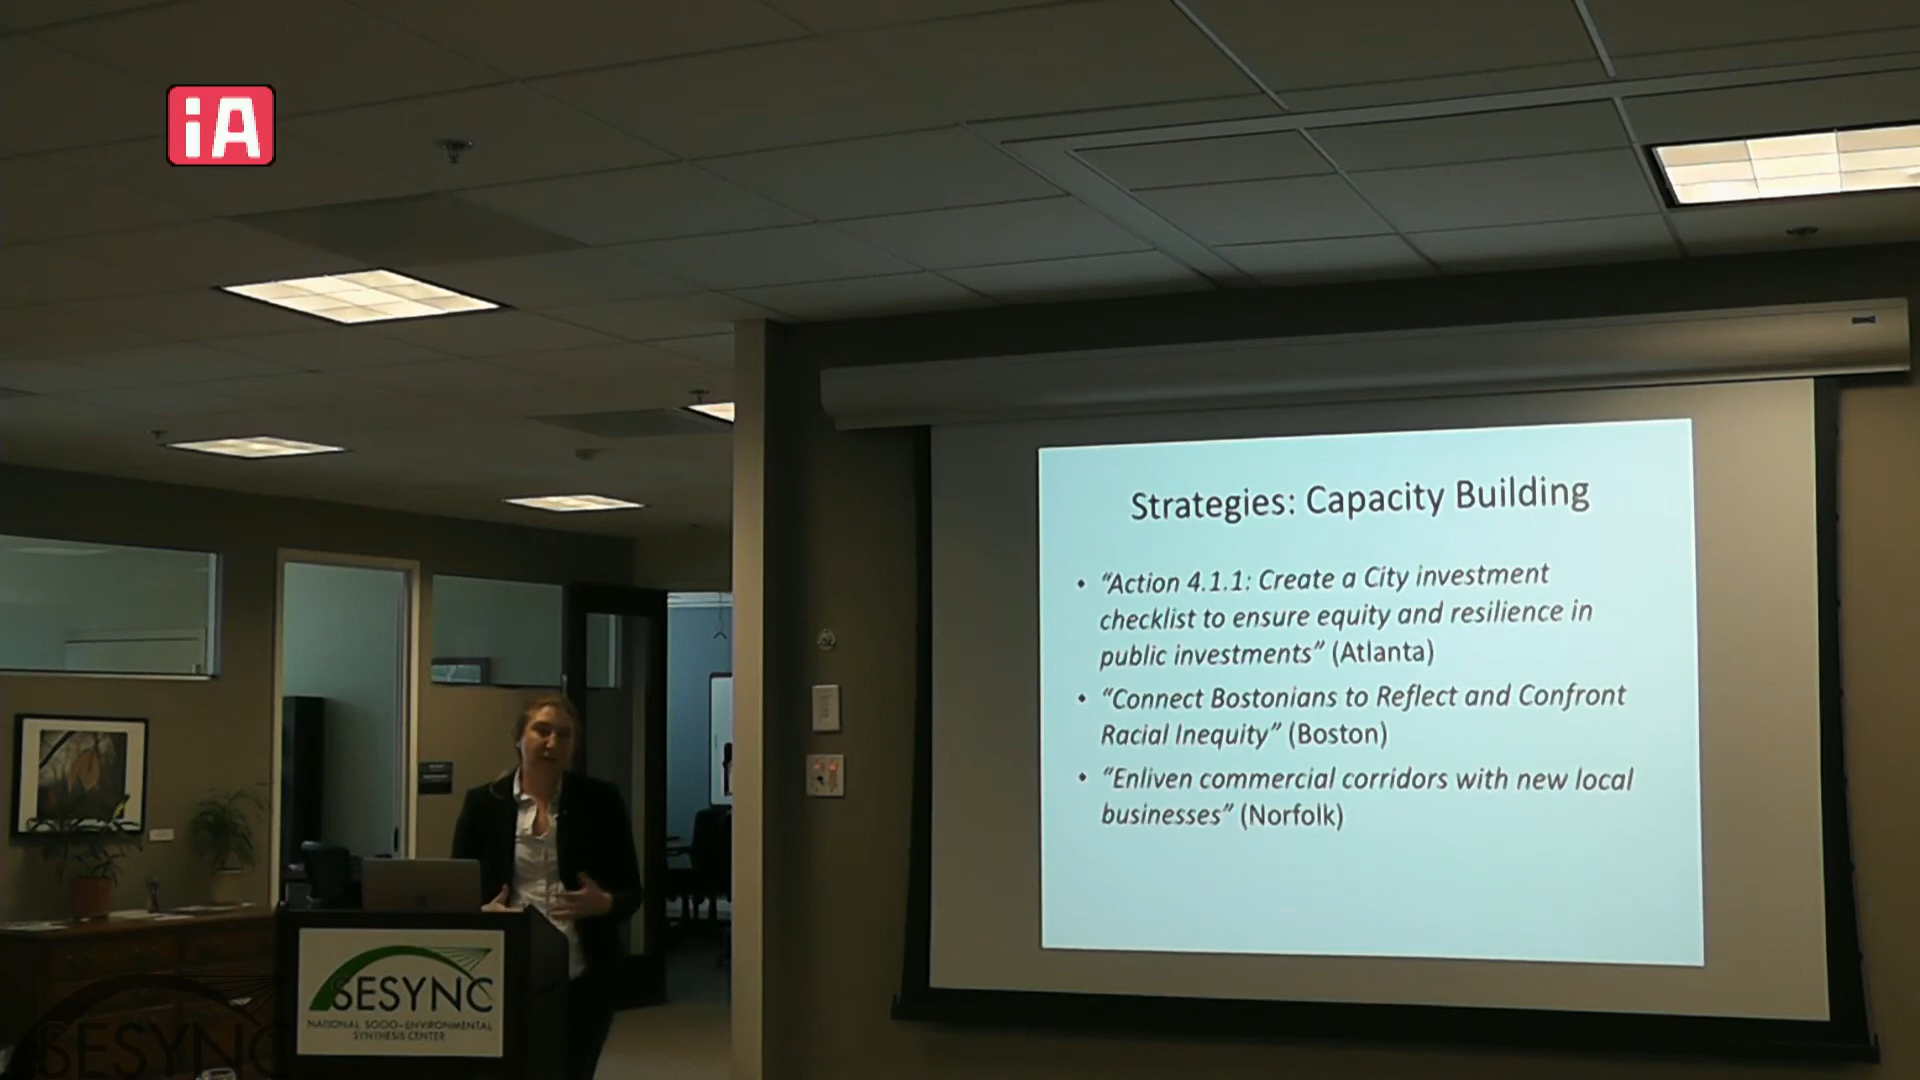 iA
Strategies: Capacity Building
• “Action 4.1.1: Create a City investment
checklist to ensure equity and resilience in
public investments” (Atlanta)
• “Connect Bostonians to Reflect and Confront
Racial Inequity” (Boston)
• “Enliven commercial corridors with new local
businesses” (Norfolk)
SESYNC
NATIONAL SOCIO-ENVIRONMENTAL
SYNTHESIS CENTER
SESYNC